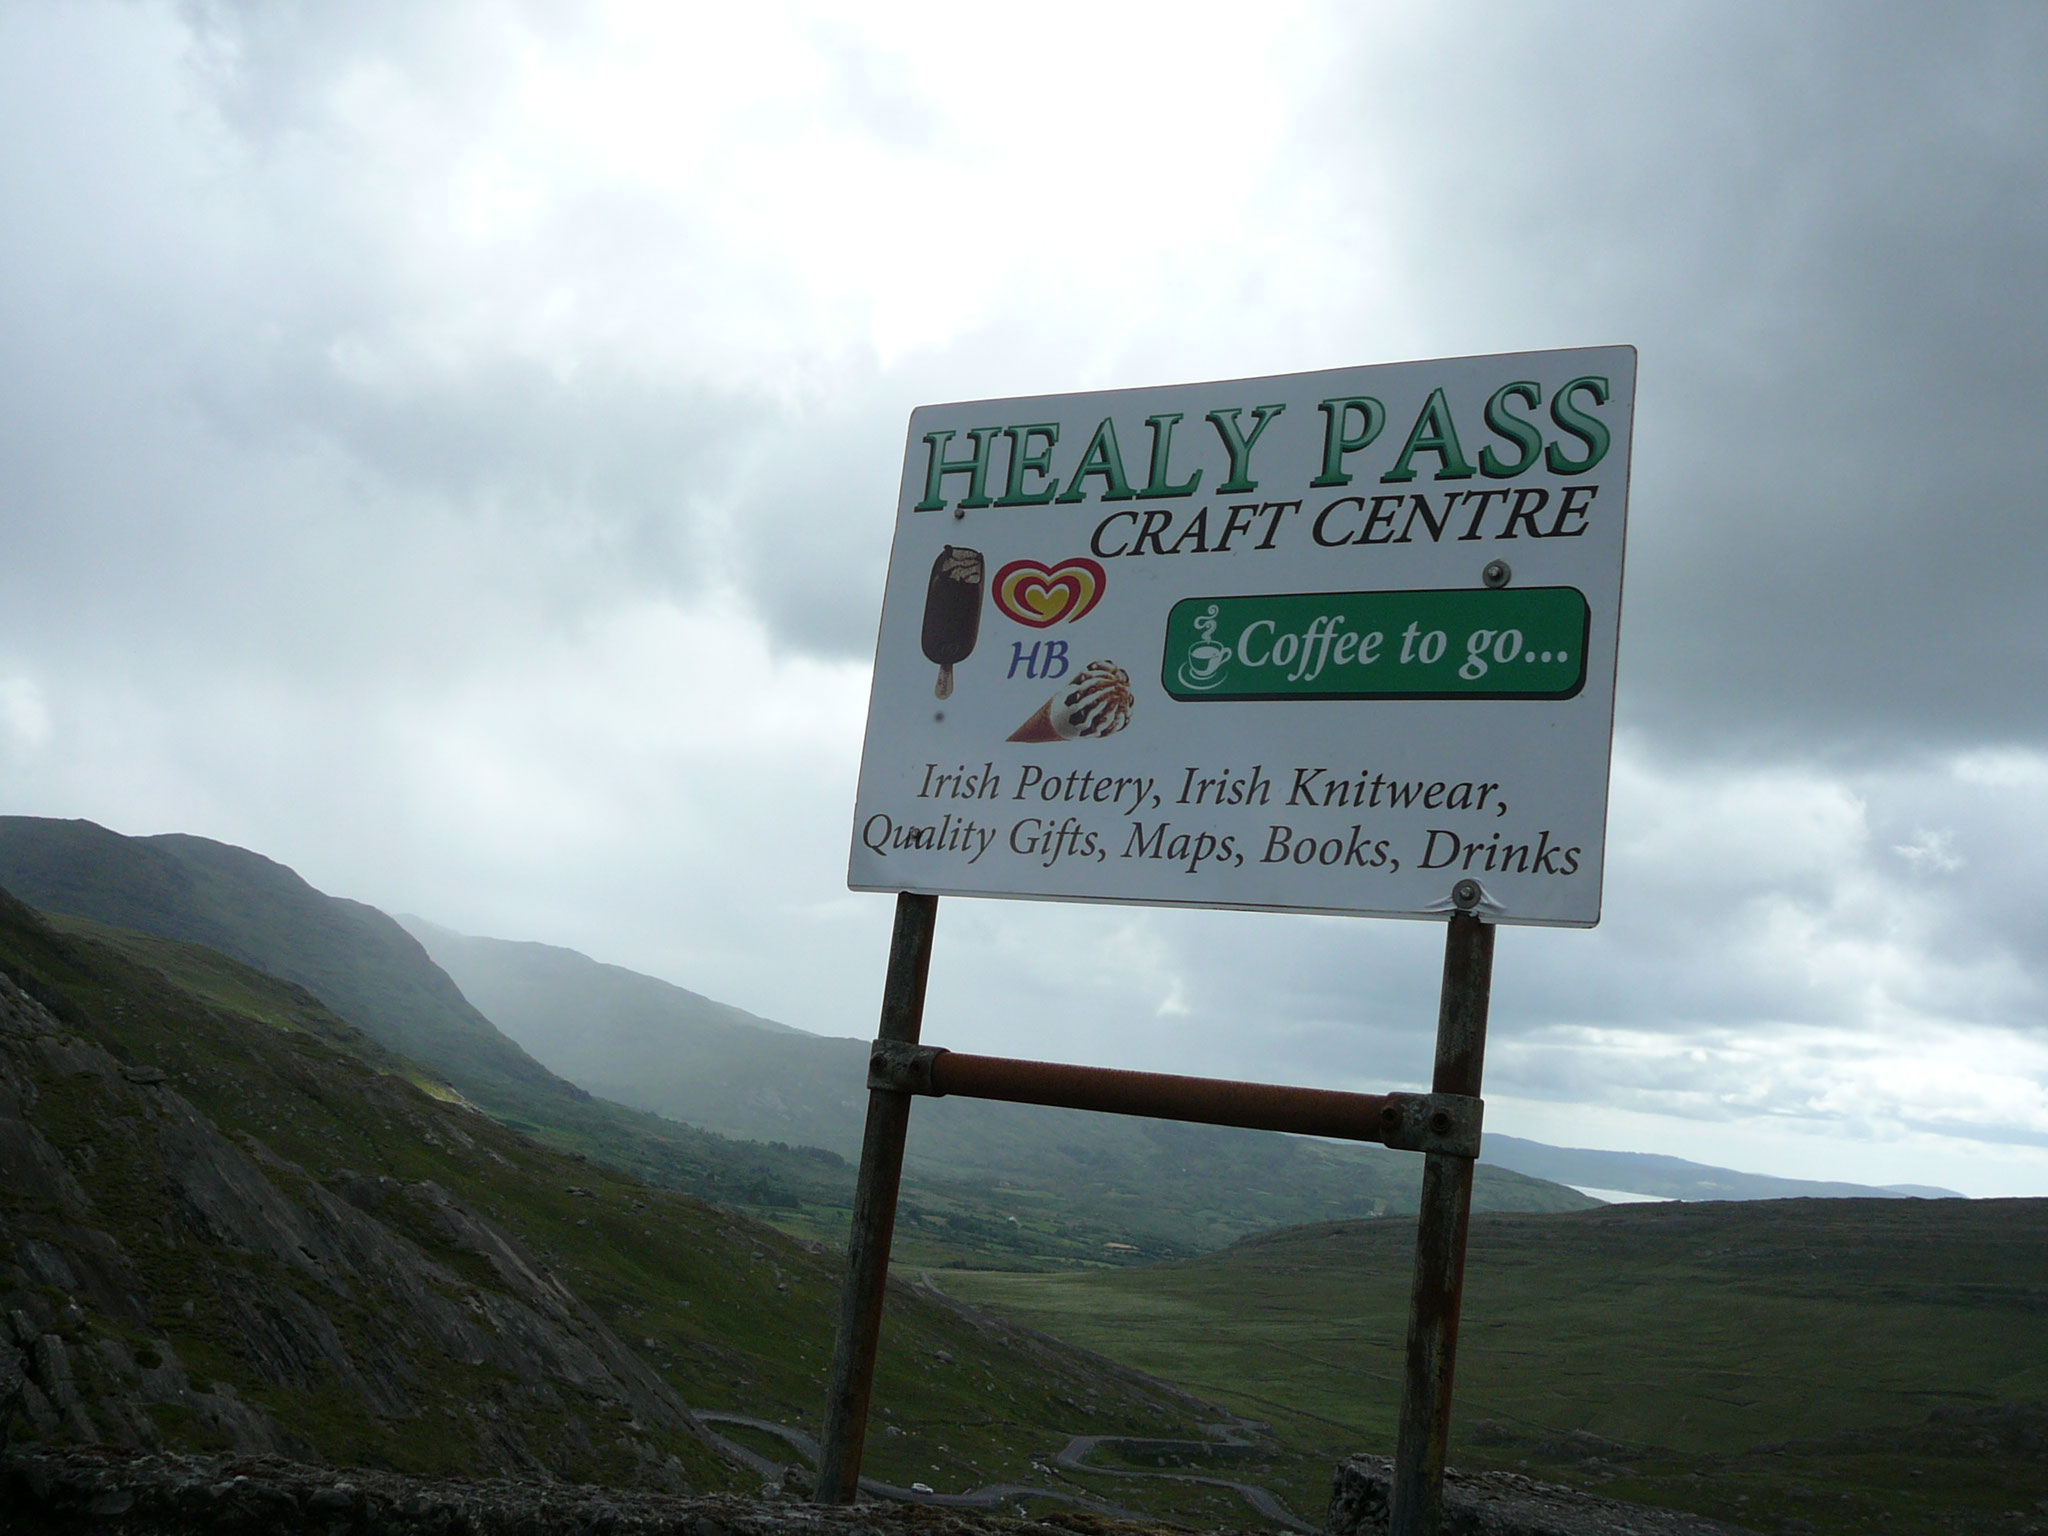 HEALY PASS
CRAFT CENTRE
HB
Coffee to go...
Irish Pottery, Irish Knitwear,
Quality Gifts, Maps, Books, Drinks